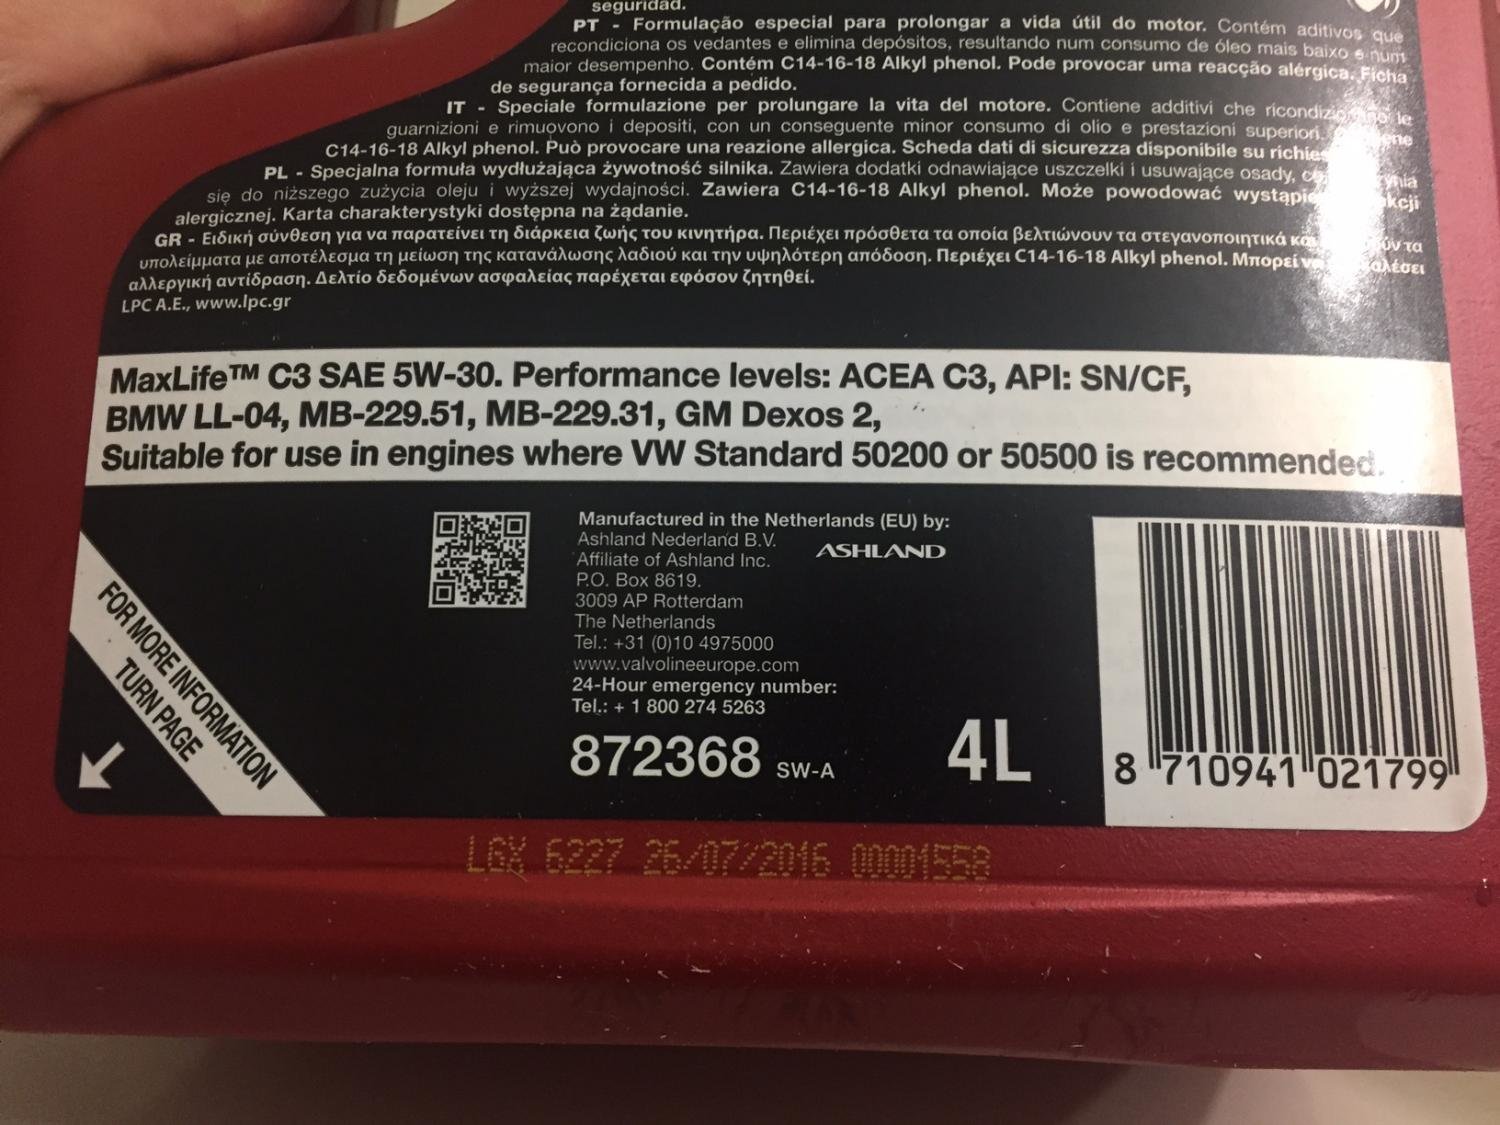 seguridad.
PT - Formulação especial para prolongar a vida útil do motor. Contém aditivos que
recondiciona os vedantes e elimina depósitos, resultando num consumo de óleo mais baixo e num
maior desempenho. Contém C14-16-18 Alkyl phenol. Pode provocar uma reacção alérgica. Ficha
de segurança fornecida a pedido.
IT - Speciale formulazione per prolungare la vita del motore. Contiene additivi che le
guarnizioni e rimuovono i depositi, con un conseguente minor consumo di olio e prestazioni superiori.
C14-16-18 Alkyl phenol. Può provocare una reazione allergica. Scheda dati di sicurezza disponibile su
PL - Specjalna formuła wydłużająca żywotność silnika. Zawiera dodatki odnawiające uszczelki i usuwające osady,
się do niższego zużycia oleju i wyższej wydajności. Zawiera C14-16-18 Alkyl phenol. Może powodować
alergicznej. Karta charakterystyki dostępna na żądanie.
GR - Ειδική σύνθεση για να παρατείνει τη διάρκεια ζωής του κινητήρα. Περιέχει πρόσθετα τα οποία βελτιώνουν τα στεγανοποιητικά τα
υπολείμματα με αποτέλεσμα τη μείωση της κατανάλωσης λαδιού και την υψηλότερη απόδοση. Περιέχει C14-16-18 Alkyl phenol. Μπορεί
αλλεργική αντίδραση. Δελτίο δεδομένων ασφαλείας παρέχεται εφόσον ζητηθεί.
LPC A.E., www.lpc.gr
MaxLife™ C3 SAE 5W-30. Performance levels: ACEA C3, API: SN/CF,
BMW LL-04, MB-229.51, MB-229.31, GM Dexos 2,
Suitable for use in engines where VW Standard 50200 or 50500 is recommended.
FOR MORE INFORMATION
TURN PAGE
Manufactured in the Netherlands (EU) by:
Ashland Nederland B.V.
ASHLAND
Affiliate of Ashland Inc.
P.O. Box 8619.
3009 AP Rotterdam
The Netherlands
Tel.: +31 (0)10 4975000
www.valvolineeurope.com
24-Hour emergency number:
Tel.: + 1 800 274 5263
872368 SW-A
4L
8 710941 021799
LGX 6227 26/07/2016 00001558